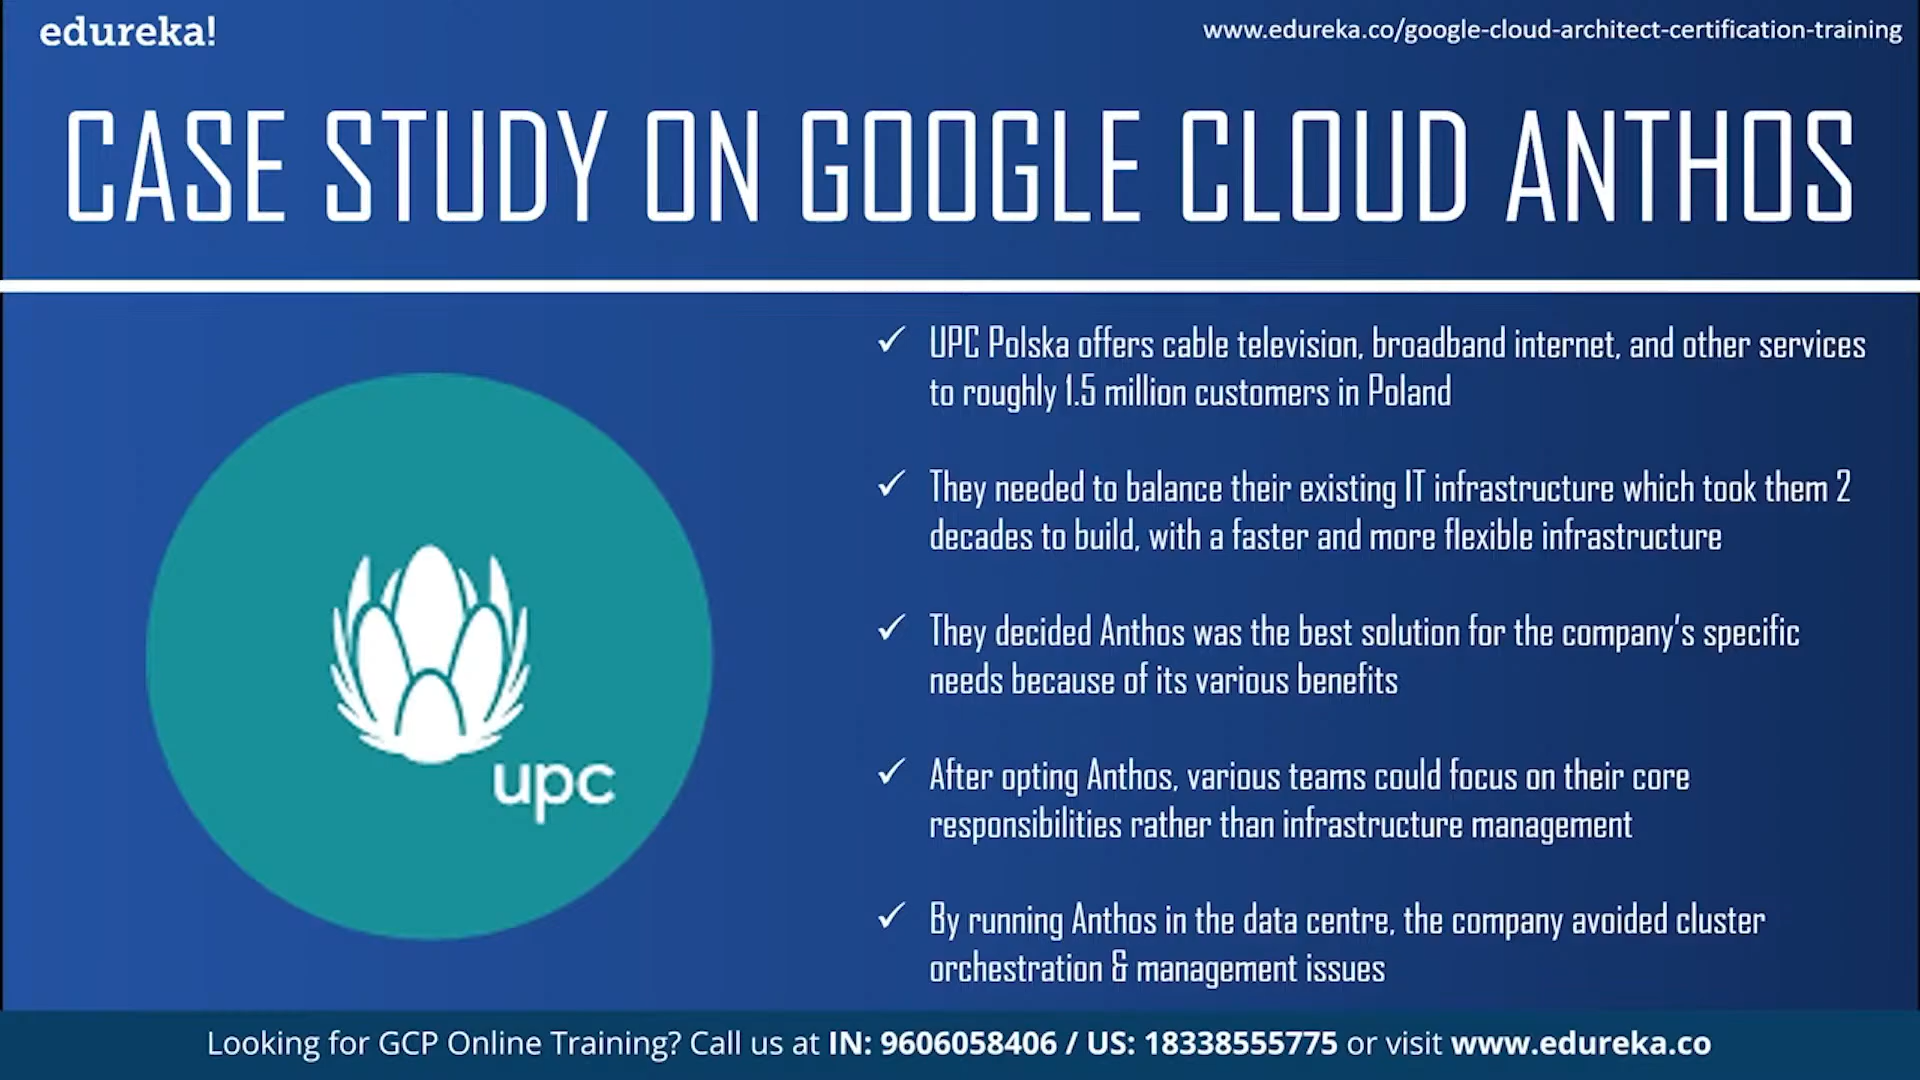 edureka!
www.edureka.co/google-cloud-architect-certification-training
CASE STUDY ON GOOGLE CLOUD ANTHOS
✓ UPC Polska offers cable television, broadband internet, and other services
to roughly 1.5 million customers in Poland
✓ They needed to balance their existing IT infrastructure which took them 2
decades to build, with a faster and more flexible infrastructure
✓ They decided Anthos was the best solution for the company's specific
needs because of its various benefits
✓ After opting Anthos, various teams could focus on their core
responsibilities rather than infrastructure management
✓ By running Anthos in the data centre, the company avoided cluster
orchestration & management issues
upc
Looking for GCP Online Training? Call us at IN: 9606058406 / US: 18338555775 or visit www.edureka.co